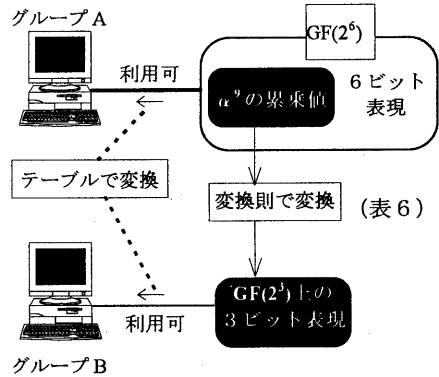 グループA
GF(2⁶)
利用可
α⁹の累乗値
6ビット
表現
テーブルで変換
変換則で変換
(表6)
GF(2³)上の
3ビット表現
利用可
グループB